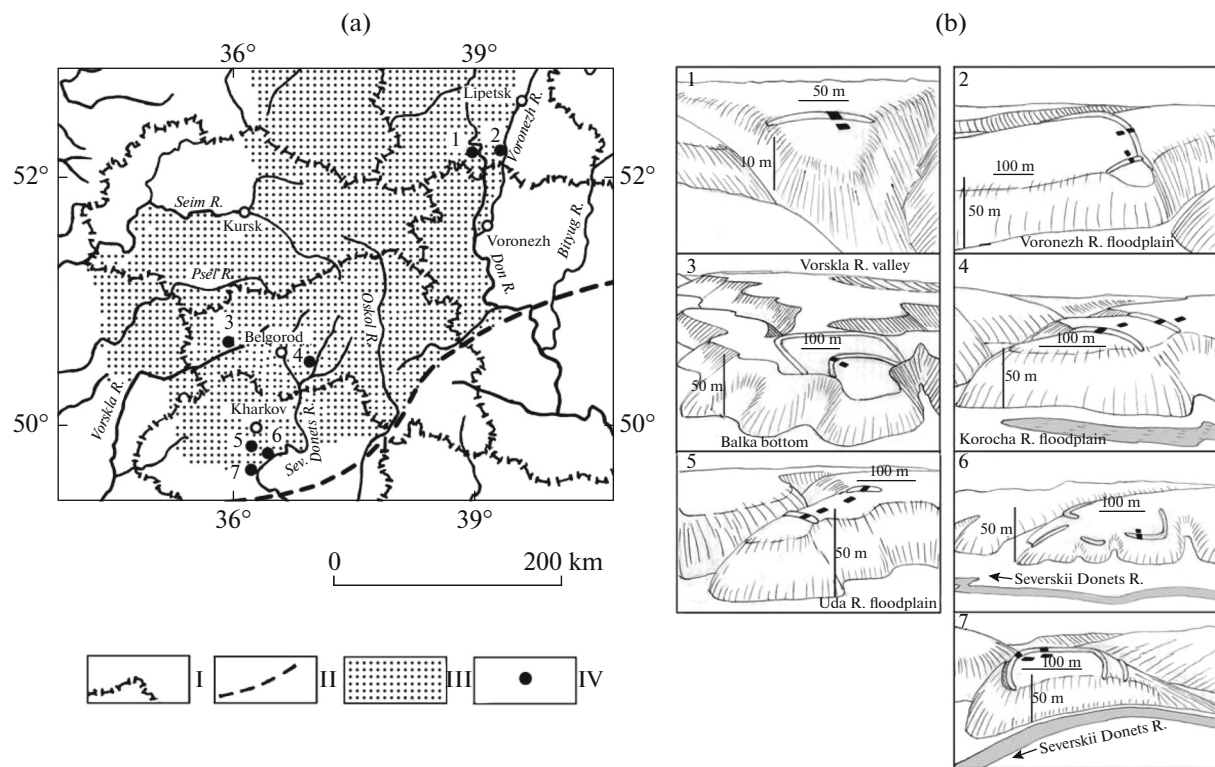 (a)
36°
39°
Lipetsk
Voronezh R.
1
2
52°
52°
Seim R.
Kursk
Voronezh
Bityug R.
Psel R.
Don R.
Oskol R.
3
Belgorod
4
Vorskla R.
Kharkov
50°
50°
5
6
Sev. Donets R.
7
36°
39°
0
200 km
I
II
III
IV
(b)
1
50 m
10 m
2
100 m
50 m
Voronezh R. floodplain
3
Vorskla R. valley
100 m
50 m
Balka bottom
4
100 m
50 m
Korocha R. floodplain
5
100 m
50 m
Uda R. floodplain
6
100 m
50 m
Severskii Donets R.
7
100 m
50 m
Severskii Donets R.